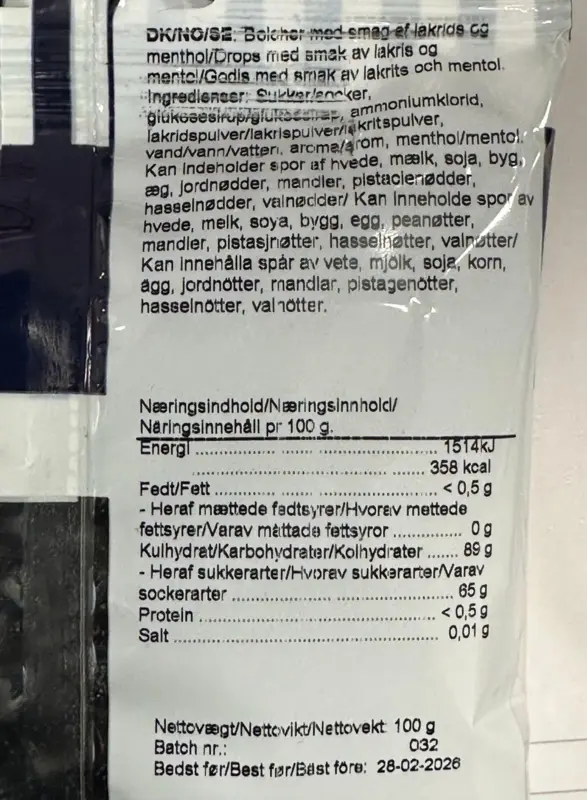 DK/NO/SE: Bolcher med smag af lakrids og
menthol/Drops med smak av lakris og
mentol/Godis med smak av lakrits och mentol.
Ingredienser: Sukker/socker,
glukosesirup/glukossirap, ammoniumklorid,
lakridspulver/lakrispulver/lakritspulver,
vand/vann/vatten, aroma/arom, menthol/mentol.
Kan indeholder spor af hvede, mælk, soja, byg,
æg, jordnødder, mandler, pistacienødder,
hasselnødder, valnødder/ Kan inneholde spor av
hvede, melk, soya, bygg, egg, peanøtter,
mandler, pistasjnøtter, hasselnøtter, valnøtter/
Kan innehålla spår av vete, mjölk, soja, korn,
ägg, jordnötter, mandlar, pistagenötter,
hasselnötter, valnötter.
Næringsindhold/Næringsinnhold/
Näringsinnehåll pr 100 g.
Energi 1514kJ
358 kcal
Fedt/Fett < 0,5 g
- Heraf mættede fedtsyrer/Hvorav mettede
fettsyrer/Varav mättade fettsyror 0 g
Kulhydrat/Karbohydrater/Kolhydrater 89 g
- Heraf sukkerarter/Hvorav sukkerarter/Varav
sockerarter 65 g
Protein < 0,5 g
Salt 0,01 g
Nettovægt/Nettovikt/Nettovekt 100 g
Batch nr.: 032
Bedst før/Best før/Bäst före: 28-02-2026